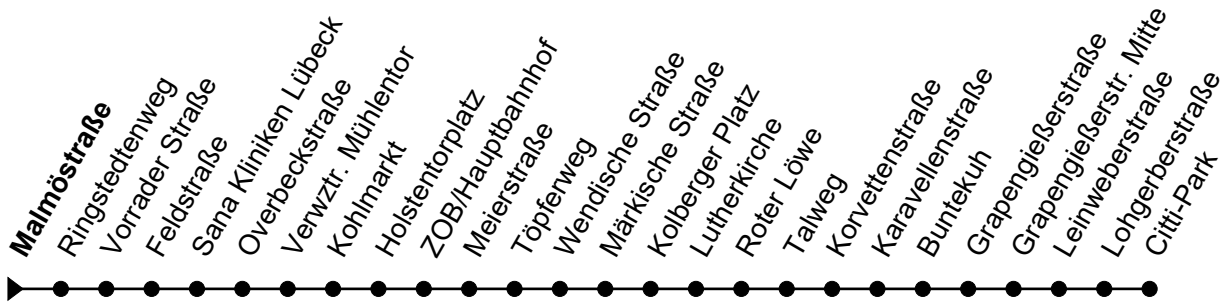 Malmöstraße
Ringstedtenweg
Vorrader Straße
Feldstraße
Sana Kliniken Lübeck
Overbeckstraße
Verwztr. Mühlentor
Kohlmarkt
Holstentorplatz
ZOB/Hauptbahnhof
Meierstraße
Töpferweg
Wendische Straße
Märkische Straße
Kolberger Platz
Lutherkirche
Roter Löwe
Talweg
Korvettenstraße
Karavellenstraße
Buntekuh
Grapengießerstraße
Grapengießerstr. Mitte
Leinweberstraße
Lohgerberstraße
Citti-Park